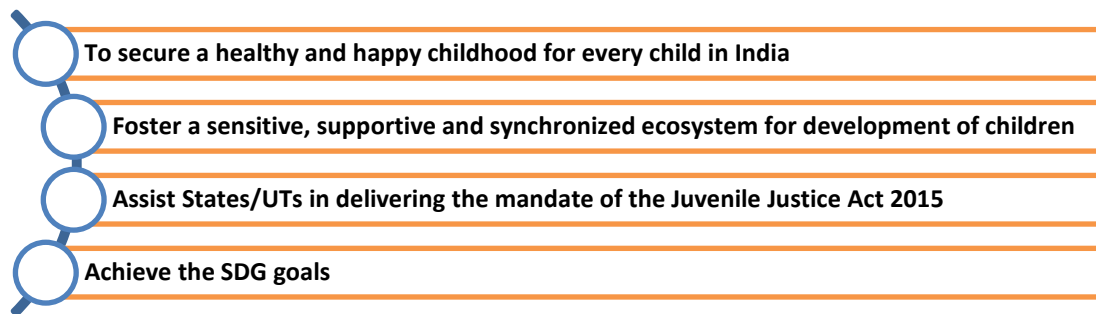 To secure a healthy and happy childhood for every child in India
Foster a sensitive, supportive and synchronized ecosystem for development of children
Assist States/UTs in delivering the mandate of the Juvenile Justice Act 2015
Achieve the SDG goals